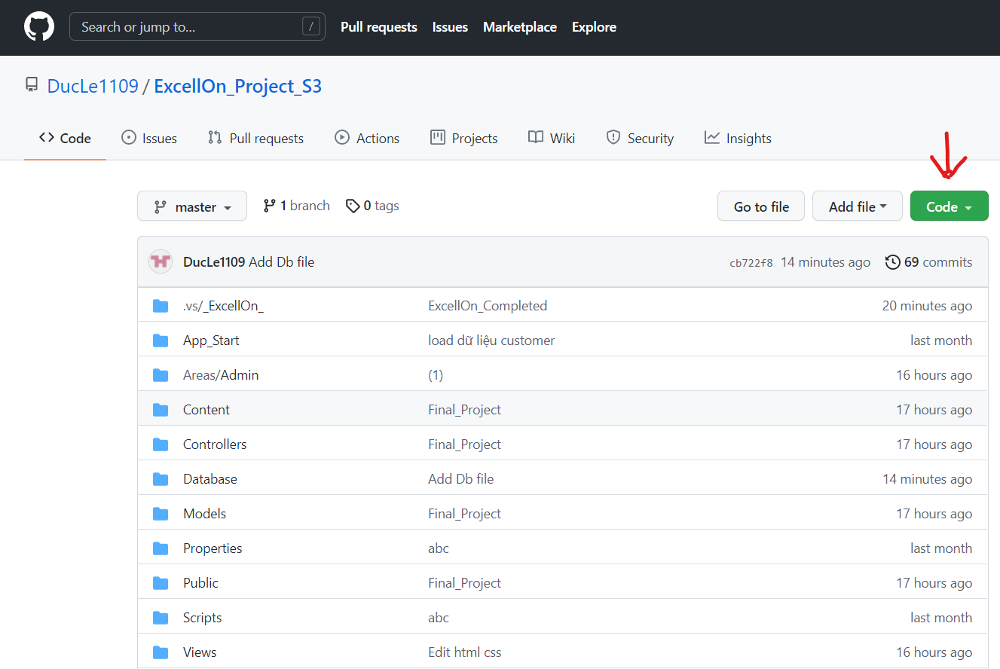 Search or jump to... / Pull requests Issues Marketplace Explore
DucLe1109 / ExcellOn_Project_S3
Code Issues Pull requests Actions Projects Wiki Security Insights
master 1 branch 0 tags Go to file Add file Code
DucLe1109 Add Db file cb722f8 14 minutes ago 69 commits
.vs/_ExcellOn_ ExcellOn_Completed 20 minutes ago
App_Start load dữ liệu customer last month
Areas/Admin (1) 16 hours ago
Content Final_Project 17 hours ago
Controllers Final_Project 17 hours ago
Database Add Db file 14 minutes ago
Models Final_Project 17 hours ago
Properties abc last month
Public Final_Project 17 hours ago
Scripts abc last month
Views Edit html css 16 hours ago